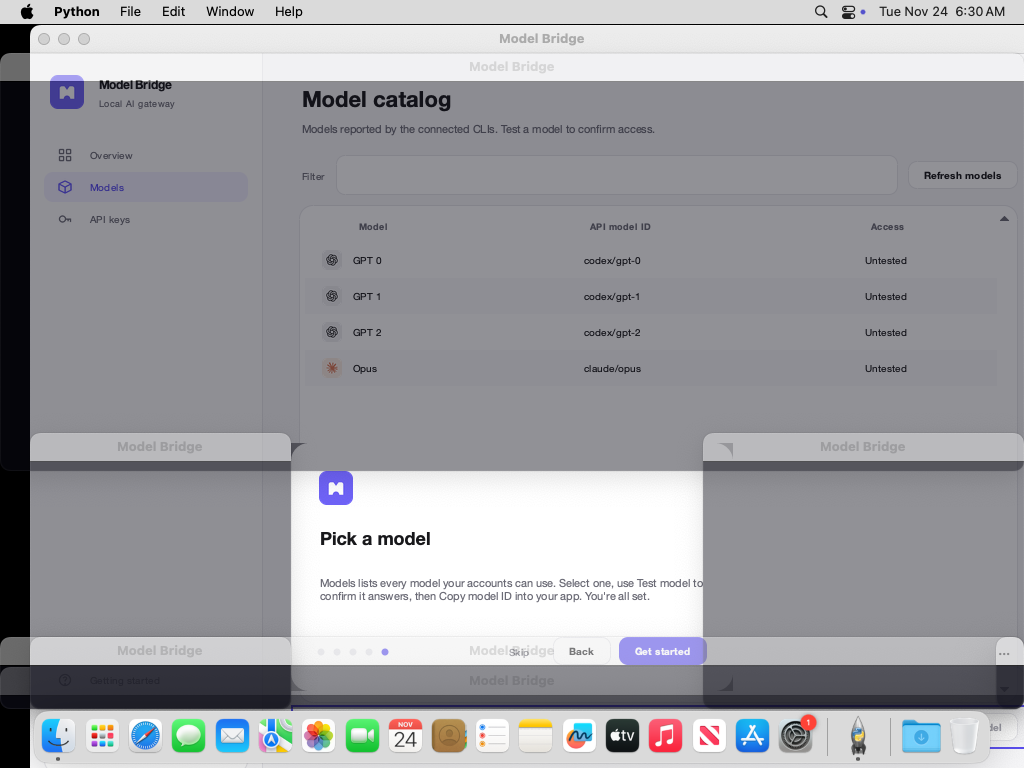 Python File Edit Window Help Tue Nov 24 6:30 AM
Model Bridge
Model Bridge
Model Bridge
Local AI gateway
Overview
Models
API keys
Model catalog
Models reported by the connected CLIs. Test a model to confirm access.
Filter
Refresh models
Model API model ID Access
GPT 0 codex/gpt-0 Untested
GPT 1 codex/gpt-1 Untested
GPT 2 codex/gpt-2 Untested
Opus claude/opus Untested
Model Bridge
Model Bridge
Pick a model
Models lists every model your accounts can use. Select one, use Test model to
confirm it answers, then Copy model ID into your app. You're all set.
Model Bridge
Model Bridge
Skip
Back
Get started
...
Getting started
Model Bridge
NOV
24
tv
1